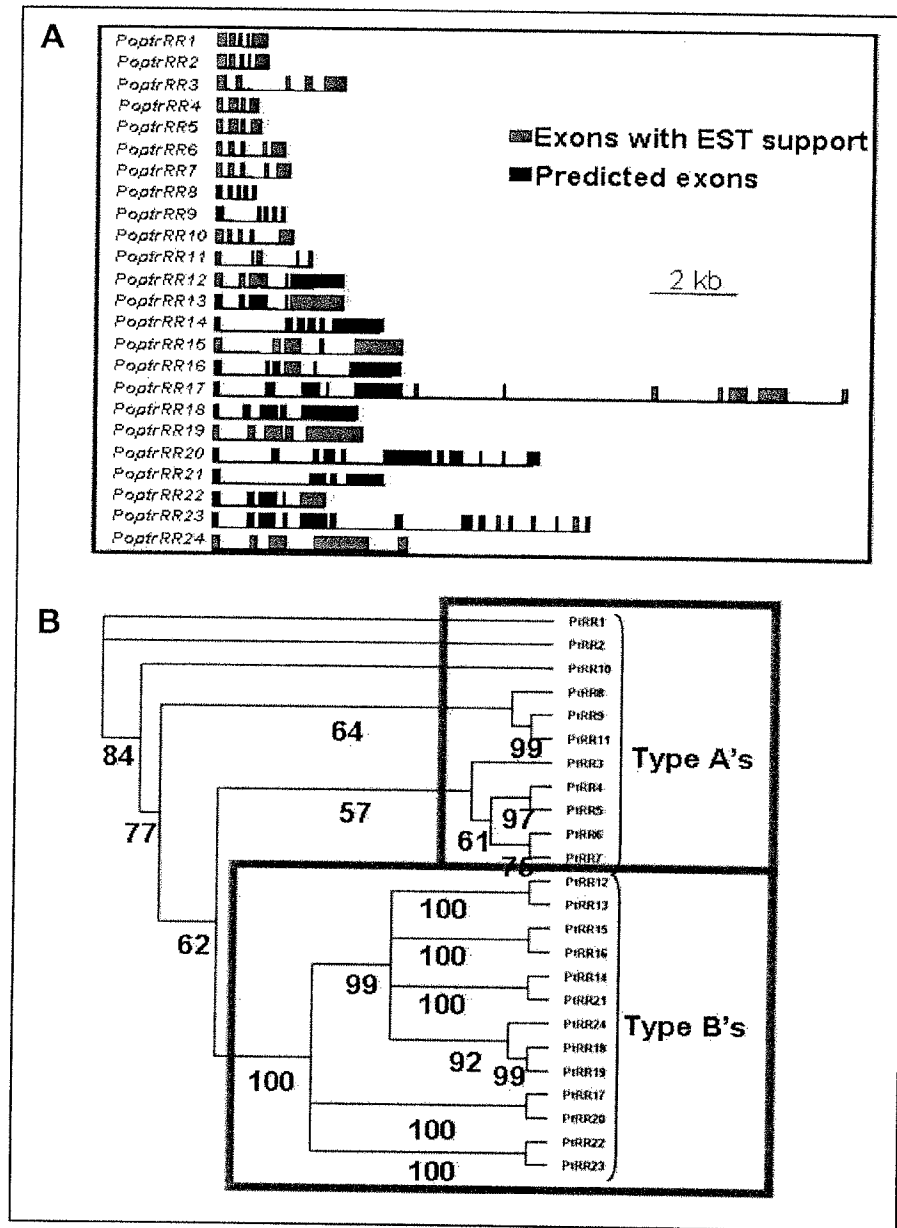 A
PoptrRR1
PoptrRR2
PoptrRR3
PoptrRR4
PoptrRR5
PoptrRR6
PoptrRR7
PoptrRR8
PoptrRR9
PoptrRR10
PoptrRR11
PoptrRR12
PoptrRR13
PoptrRR14
PoptrRR15
PoptrRR16
PoptrRR17
PoptrRR18
PoptrRR19
PoptrRR20
PoptrRR21
PoptrRR22
PoptrRR23
PoptrRR24
Exons with EST support
Predicted exons
2 kb
B
PtRR1
PtRR2
PtRR10
PtRR8
PtRR9
PtRR11
PtRR3
PtRR4
PtRR5
PtRR6
PtRR7
PtRR12
PtRR13
PtRR15
PtRR16
PtRR14
PtRR21
PtRR24
PtRR18
PtRR19
PtRR17
PtRR20
PtRR22
PtRR23
Type A's
Type B's
84
77
62
64
99
57
61
97
75
100
99
100
100
100
92
99
100
100